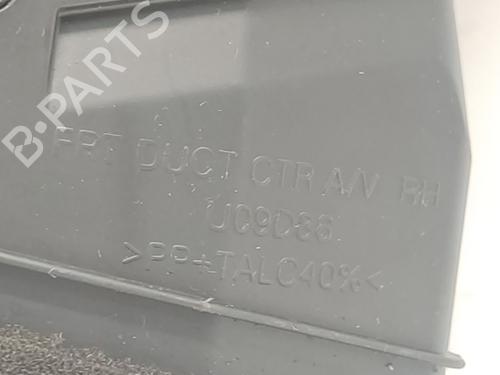 B-PARTS
FRT DUCT CTR A/V RH
U09D86
>PP+TALC40%<